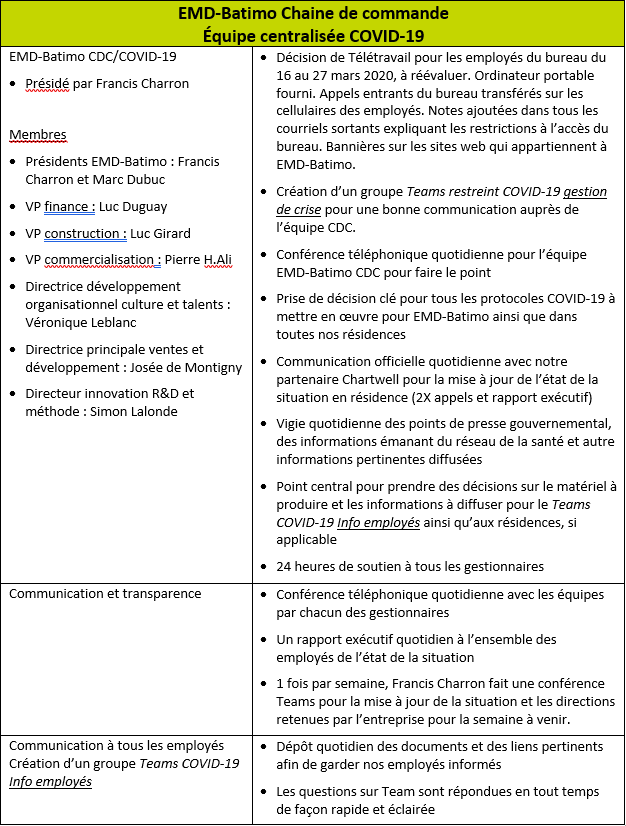 EMD-Batimo Chaine de commande
Équipe centralisée COVID-19
EMD-Batimo CDC/COVID-19
• Présidé par Francis Charron
Membres
• Présidents EMD-Batimo : Francis
Charron et Marc Dubuc
• VP finance : Luc Duguay
• VP construction : Luc Girard
• VP commercialisation : Pierre H.Ali
• Directrice développement
organisationnel culture et talents :
Véronique Leblanc
• Directrice principale ventes et
développement : Josée de Montigny
• Directeur innovation R&D et
méthode : Simon Lalonde
• Décision de Télétravail pour les employés du bureau du
16 au 27 mars 2020, à réévaluer. Ordinateur portable
fourni. Appels entrants du bureau transférés sur les
cellulaires des employés. Notes ajoutées dans tous les
courriels sortants expliquant les restrictions à l’accès du
bureau. Bannières sur les sites web qui appartiennent à
EMD-Batimo.
• Création d’un groupe Teams restreint COVID-19 gestion
de crise pour une bonne communication auprès de
l’équipe CDC.
• Conférence téléphonique quotidienne pour l’équipe
EMD-Batimo CDC pour faire le point
• Prise de décision clé pour tous les protocoles COVID-19 à
mettre en œuvre pour EMD-Batimo ainsi que dans
toutes nos résidences
• Communication officielle quotidienne avec notre
partenaire Chartwell pour la mise à jour de l’état de la
situation en résidence (2X appels et rapport exécutif)
• Vigie quotidienne des points de presse gouvernemental,
des informations émanant du réseau de la santé et autre
informations pertinentes diffusées
• Point central pour prendre des décisions sur le matériel à
produire et les informations à diffuser pour le Teams
COVID-19 Info employés ainsi qu’aux résidences, si
applicable
• 24 heures de soutien à tous les gestionnaires
Communication et transparence
• Conférence téléphonique quotidienne avec les équipes
par chacun des gestionnaires
• Un rapport exécutif quotidien à l’ensemble des
employés de l’état de la situation
• 1 fois par semaine, Francis Charron fait une conférence
Teams pour la mise à jour de la situation et les directions
retenues par l’entreprise pour la semaine à venir.
Communication à tous les employés
Création d’un groupe Teams COVID-19
Info employés
• Dépôt quotidien des documents et des liens pertinents
afin de garder nos employés informés
• Les questions sur Team sont répondues en tout temps
de façon rapide et éclairée